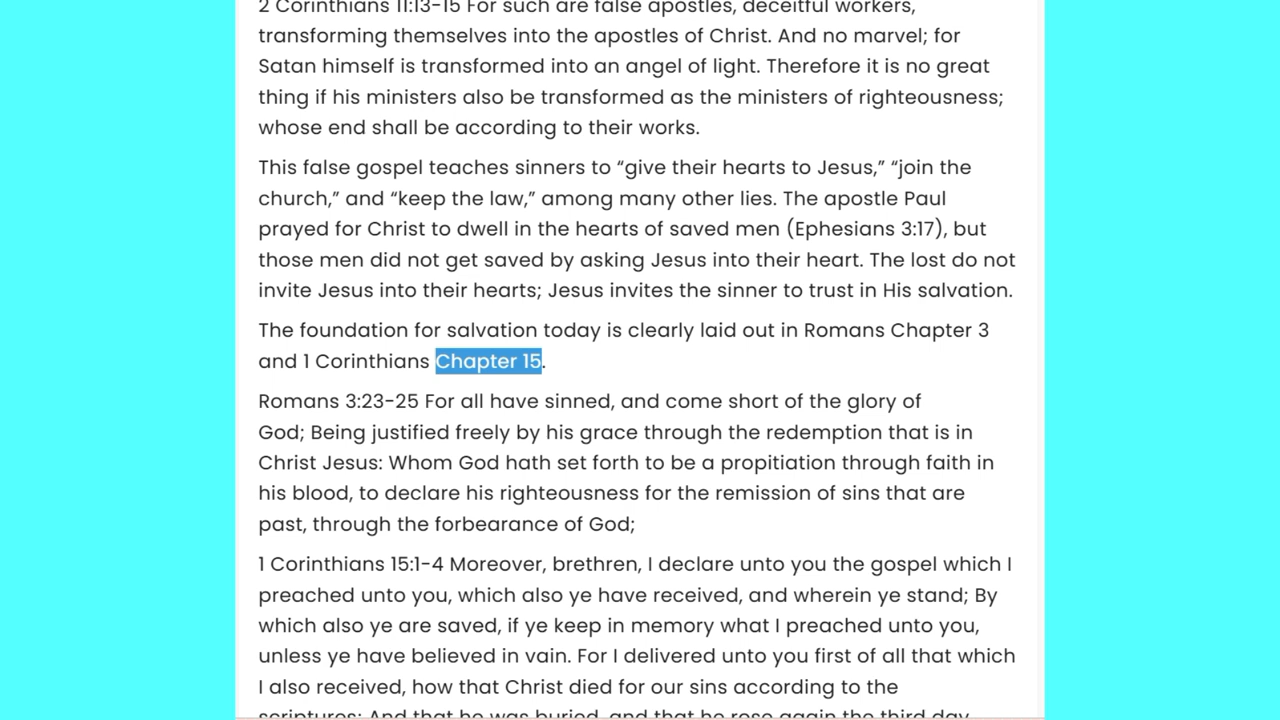 2 Corinthians 11:13-15 For such are false apostles, deceitful workers,
transforming themselves into the apostles of Christ. And no marvel; for
Satan himself is transformed into an angel of light. Therefore it is no great
thing if his ministers also be transformed as the ministers of righteousness;
whose end shall be according to their works.
This false gospel teaches sinners to “give their hearts to Jesus,” “join the
church,” and “keep the law,” among many other lies. The apostle Paul
prayed for Christ to dwell in the hearts of saved men (Ephesians 3:17), but
those men did not get saved by asking Jesus into their heart. The lost do not
invite Jesus into their hearts; Jesus invites the sinner to trust in His salvation.
The foundation for salvation today is clearly laid out in Romans Chapter 3
and 1 Corinthians Chapter 15.
Romans 3:23-25 For all have sinned, and come short of the glory of
God; Being justified freely by his grace through the redemption that is in
Christ Jesus: Whom God hath set forth to be a propitiation through faith in
his blood, to declare his righteousness for the remission of sins that are
past, through the forbearance of God;
1 Corinthians 15:1-4 Moreover, brethren, I declare unto you the gospel which I
preached unto you, which also ye have received, and wherein ye stand; By
which also ye are saved, if ye keep in memory what I preached unto you,
unless ye have believed in vain. For I delivered unto you first of all that which
I also received, how that Christ died for our sins according to the
scriptures: And that he was buried, and that he rose again the third day